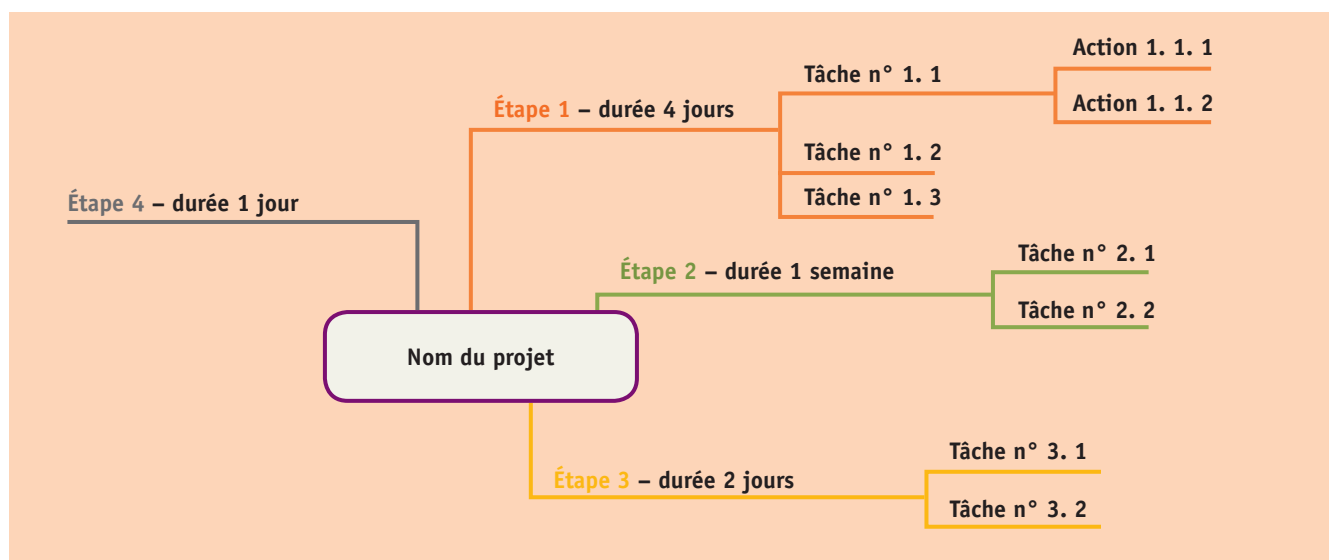 Action 1. 1. 1
Tâche n° 1. 1
Action 1. 1. 2
Étape 1 – durée 4 jours
Tâche n° 1. 2
Tâche n° 1. 3
Étape 4 – durée 1 jour
Tâche n° 2. 1
Étape 2 – durée 1 semaine
Tâche n° 2. 2
Nom du projet
Tâche n° 3. 1
Étape 3 – durée 2 jours
Tâche n° 3. 2